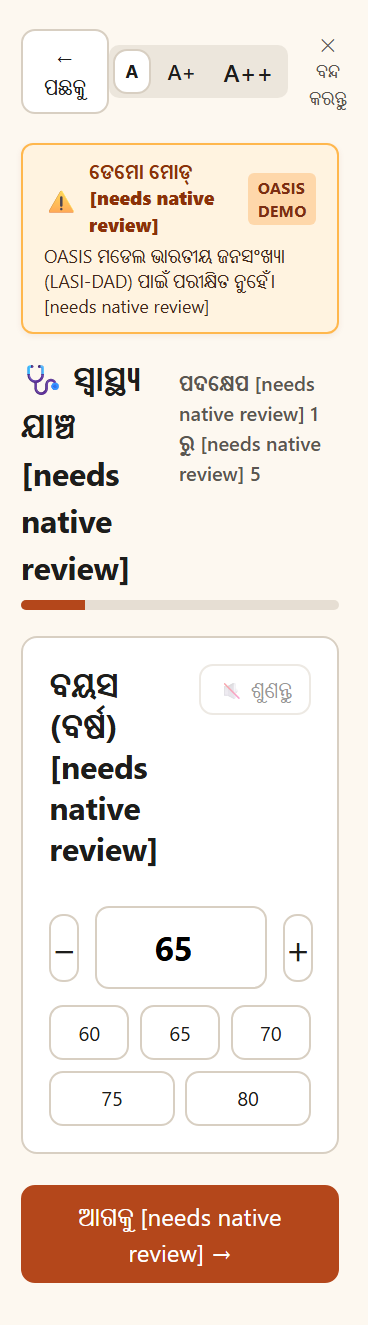 ←
ପଛକୁ
A A+ A++
×
ବନ୍ଦ
କରନ୍ତୁ
ଡେମୋ ମୋଡ୍
[needs native
review]
OASIS
DEMO
OASIS ମଡେଲ ଭାରତୀୟ ଜନସଂଖ୍ୟା
(LASI-DAD) ପାଇଁ ପରୀକ୍ଷିତ ନୁହେଁ।
[needs native review]
ସ୍ୱାସ୍ଥ୍ୟ
ଯାଞ୍ଚ
[needs
native
review]
ପଦକ୍ଷେପ [needs
native review] 1
ରୁ [needs native
review] 5
ବୟସ
(ବର୍ଷ)
[needs
native
review]
ଶୁଣନ୍ତୁ
− 65 +
60 65 70
75 80
ଆଗକୁ [needs native
review] →